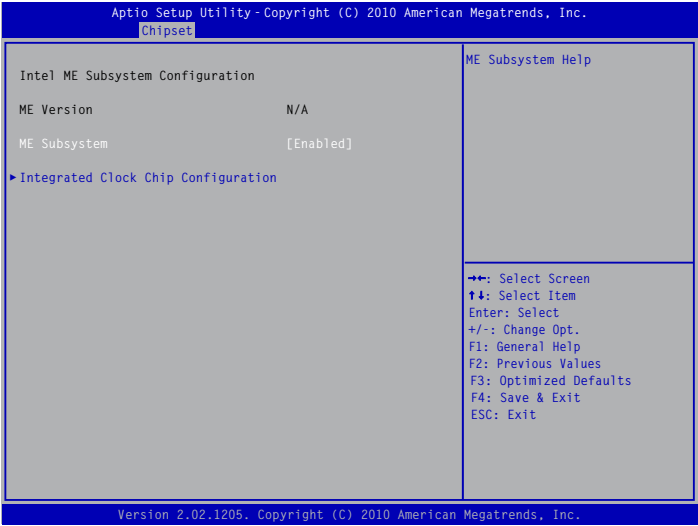 Aptio Setup Utility - Copyright (C) 2010 American Megatrends, Inc.
Chipset
Intel ME Subsystem Configuration
ME Version N/A
ME Subsystem [Enabled]
►Integrated Clock Chip Configuration
ME Subsystem Help
→←: Select Screen
↑↓: Select Item
Enter: Select
+/-: Change Opt.
F1: General Help
F2: Previous Values
F3: Optimized Defaults
F4: Save & Exit
ESC: Exit
Version 2.02.1205. Copyright (C) 2010 American Megatrends, Inc.